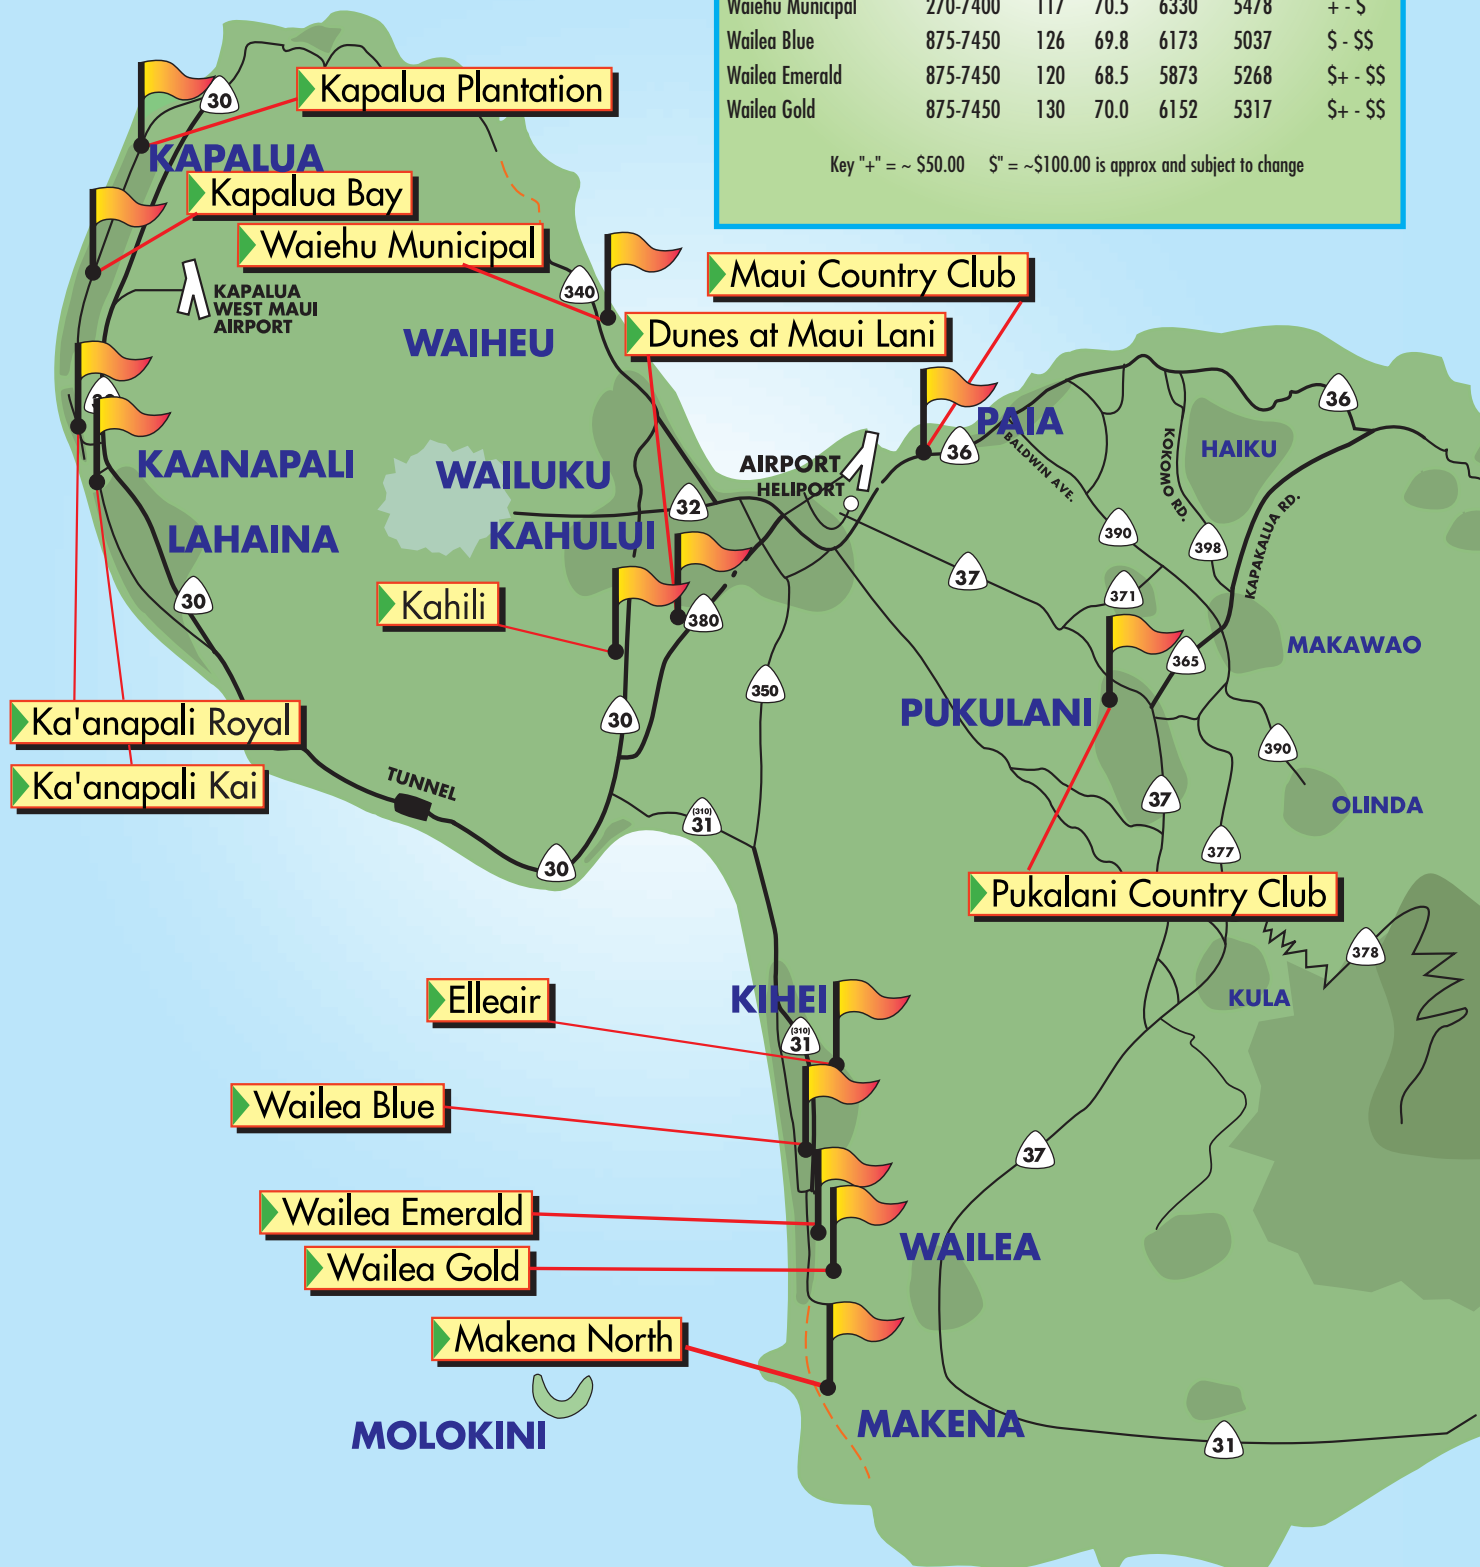 Waiehu Municipal 270-7400 117 70.5 6330 5478 + - $
Wailea Blue 875-7450 126 69.8 6173 5037 $ - $$
Wailea Emerald 875-7450 120 68.5 5873 5268 $+ - $$
Wailea Gold 875-7450 130 70.0 6152 5317 $+ - $$
Key "+" = ~ $50.00 $" = ~$100.00 is approx and subject to change
Kapalua Plantation
30
KAPALUA
Kapalua Bay
Waiehu Municipal
Maui Country Club
KAPALUA
WEST MAUI
AIRPORT
340
WAIHEU
Dunes at Maui Lani
30
36
PAIA
36
BALDWIN AVE.
KOKOMO RD.
HAIKU
KAANAPALI
WAILUKU
AIRPORT
HELIPORT
32
KAPAKALUA RD.
LAHAINA
KAHULUI
390
398
37
371
30
Kahili
380
MAKAWAO
365
350
PUKULANI
30
Ka'anapali Royal
390
Ka'anapali Kai
TUNNEL
37
OLINDA
(310)
31
377
30
Pukalani Country Club
378
Elleair
KIHEI
KULA
(310)
31
Wailea Blue
37
Wailea Emerald
WAILEA
Wailea Gold
Makena North
MOLOKINI
MAKENA
31